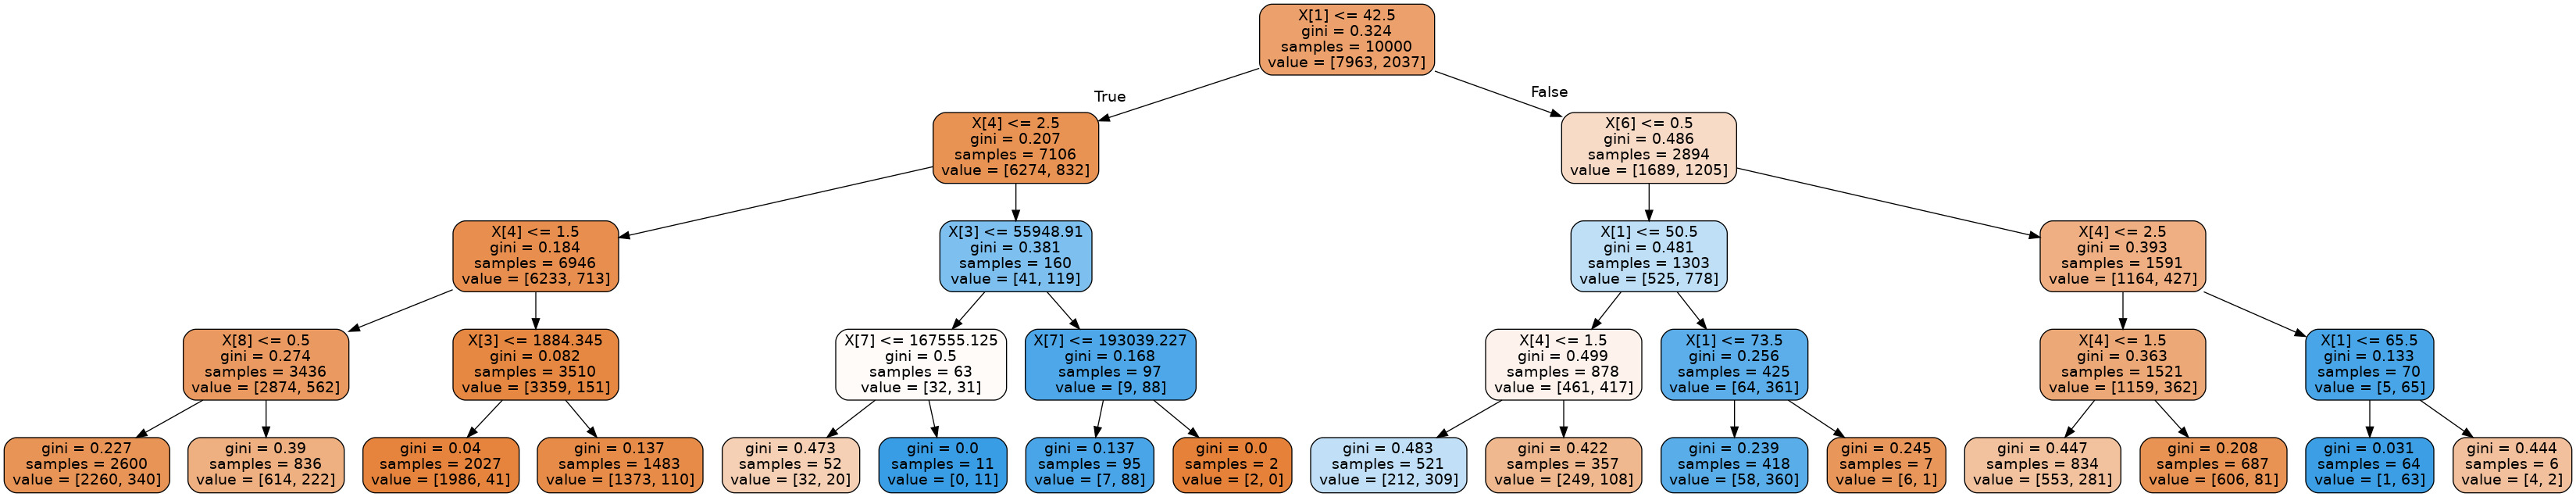 X[1] <= 42.5
gini = 0.324
samples = 10000
value = [7963, 2037]
True
False
X[4] <= 2.5
gini = 0.207
samples = 7106
value = [6274, 832]
X[6] <= 0.5
gini = 0.486
samples = 2894
value = [1689, 1205]
X[4] <= 1.5
gini = 0.184
samples = 6946
value = [6233, 713]
X[3] <= 55948.91
gini = 0.381
samples = 160
value = [41, 119]
X[1] <= 50.5
gini = 0.481
samples = 1303
value = [525, 778]
X[4] <= 2.5
gini = 0.393
samples = 1591
value = [1164, 427]
X[8] <= 0.5
gini = 0.274
samples = 3436
value = [2874, 562]
X[3] <= 1884.345
gini = 0.082
samples = 3510
value = [3359, 151]
X[7] <= 167555.125
gini = 0.5
samples = 63
value = [32, 31]
X[7] <= 193039.227
gini = 0.168
samples = 97
value = [9, 88]
X[4] <= 1.5
gini = 0.499
samples = 878
value = [461, 417]
X[1] <= 73.5
gini = 0.256
samples = 425
value = [64, 361]
X[4] <= 1.5
gini = 0.363
samples = 1521
value = [1159, 362]
X[1] <= 65.5
gini = 0.133
samples = 70
value = [5, 65]
gini = 0.227
samples = 2600
value = [2260, 340]
gini = 0.39
samples = 836
value = [614, 222]
gini = 0.04
samples = 2027
value = [1986, 41]
gini = 0.137
samples = 1483
value = [1373, 110]
gini = 0.473
samples = 52
value = [32, 20]
gini = 0.0
samples = 11
value = [0, 11]
gini = 0.137
samples = 95
value = [7, 88]
gini = 0.0
samples = 2
value = [2, 0]
gini = 0.483
samples = 521
value = [212, 309]
gini = 0.422
samples = 357
value = [249, 108]
gini = 0.239
samples = 418
value = [58, 360]
gini = 0.245
samples = 7
value = [6, 1]
gini = 0.447
samples = 834
value = [553, 281]
gini = 0.208
samples = 687
value = [606, 81]
gini = 0.031
samples = 64
value = [1, 63]
gini = 0.444
samples = 6
value = [4, 2]